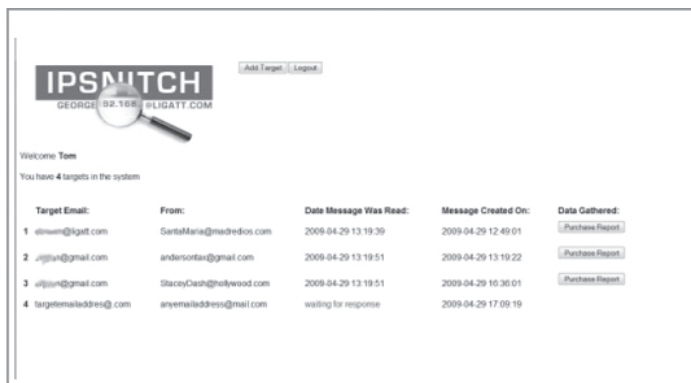 Add Target Logout
IPSNITCH
GEORGE 92.168. @LIGATT.COM
Welcome Tom
You have 4 targets in the system
Target Email: From: Date Message Was Read: Message Created On: Data Gathered:
1 @ligatt.com SantaMaria@madredios.com 2009-04-29 13:19:39 2009-04-29 12:49:01 Purchase Report
2 @gmail.com andersontax@gmail.com 2009-04-29 13:19:51 2009-04-29 13:19:22 Purchase Report
3 @gmail.com StaceyDash@hollywood.com 2009-04-29 13:19:51 2009-04-29 16:36:01 Purchase Report
4 targetemailaddres@.com anyemailaddress@mail.com waiting for response 2009-04-29 17:09:19